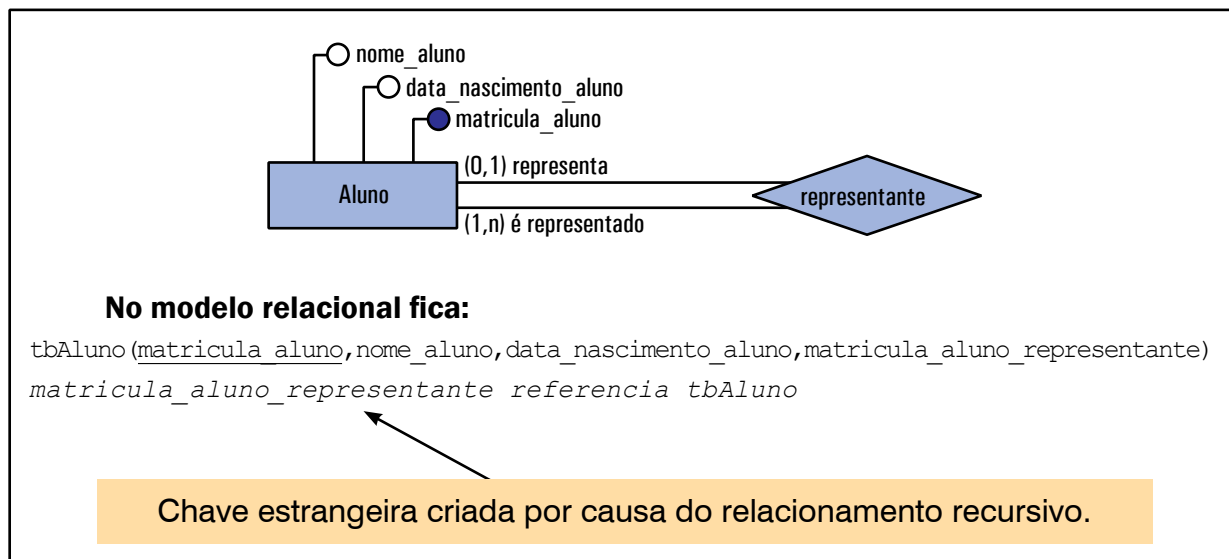 nome_aluno
data_nascimento_aluno
matricula_aluno
(0,1) representa
Aluno
representante
(1,n) é representado
No modelo relacional fica:
tbAluno(matricula_aluno,nome_aluno,data_nascimento_aluno,matricula_aluno_representante)
matricula_aluno_representante referencia tbAluno
Chave estrangeira criada por causa do relacionamento recursivo.